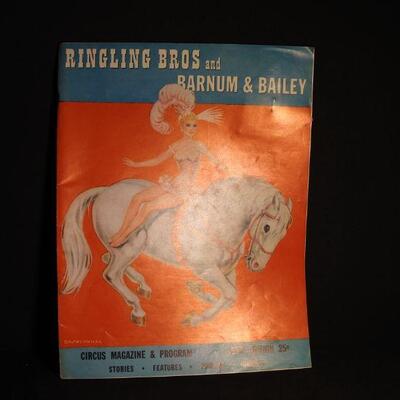 RINGLING BROS and
BARNUM & BAILEY
CIRCUS MAGAZINE & PROGRAM 25¢
STORIES • FEATURES •